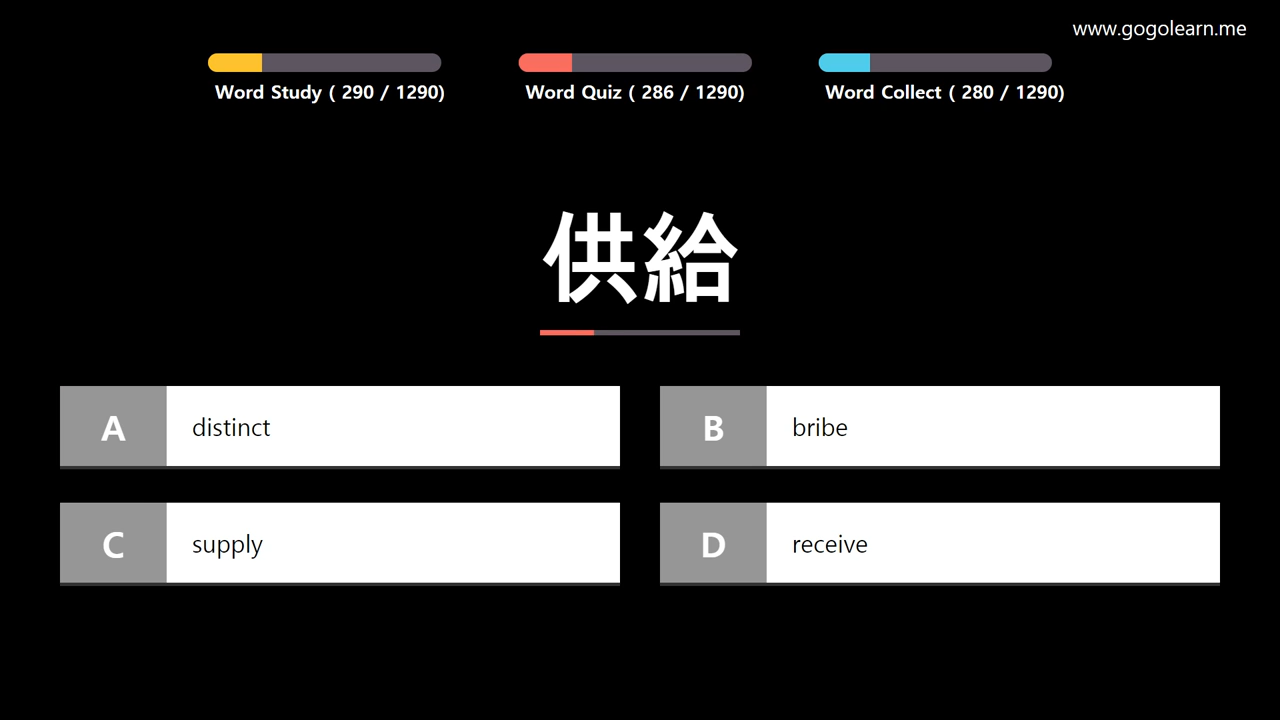 www.gogolearn.me
Word Study ( 290 / 1290)
Word Quiz ( 286 / 1290)
Word Collect ( 280 / 1290)
供給
A distinct
B bribe
C supply
D receive